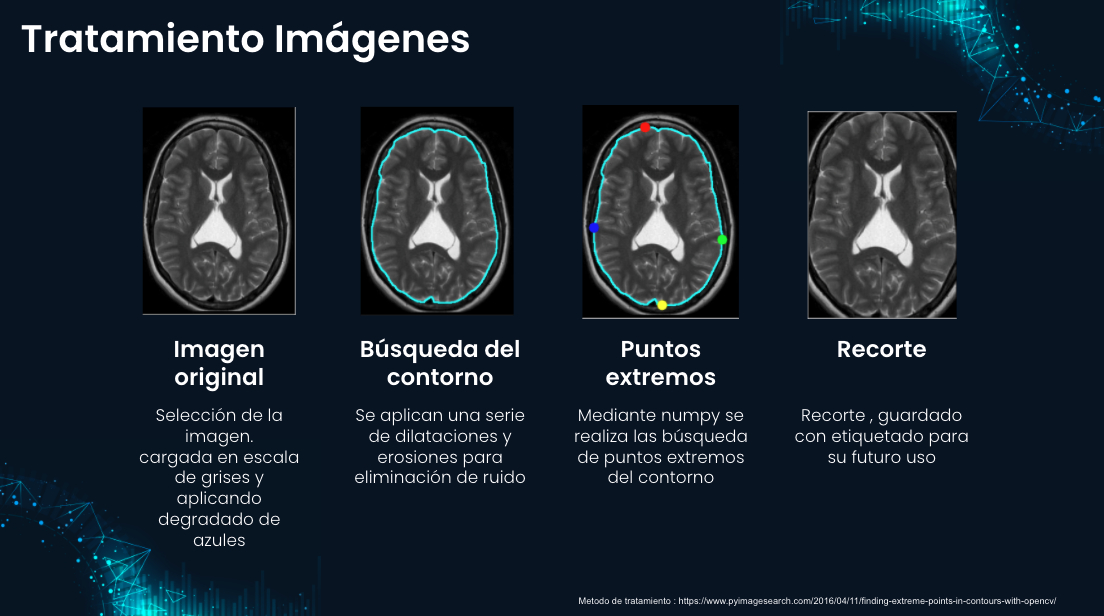 Tratamiento Imágenes
Imagen
original
Selección de la
imagen.
cargada en escala
de grises y
aplicando
degradado de
azules
Búsqueda del
contorno
Se aplican una serie
de dilataciones y
erosiones para
eliminación de ruido
Puntos
extremos
Mediante numpy se
realiza las búsqueda
de puntos extremos
del contorno
Recorte
Recorte , guardado
con etiquetado para
su futuro uso
Metodo de tratamiento : https://www.pyimagesearch.com/2016/04/11/finding-extreme-points-in-contours-with-opencv/